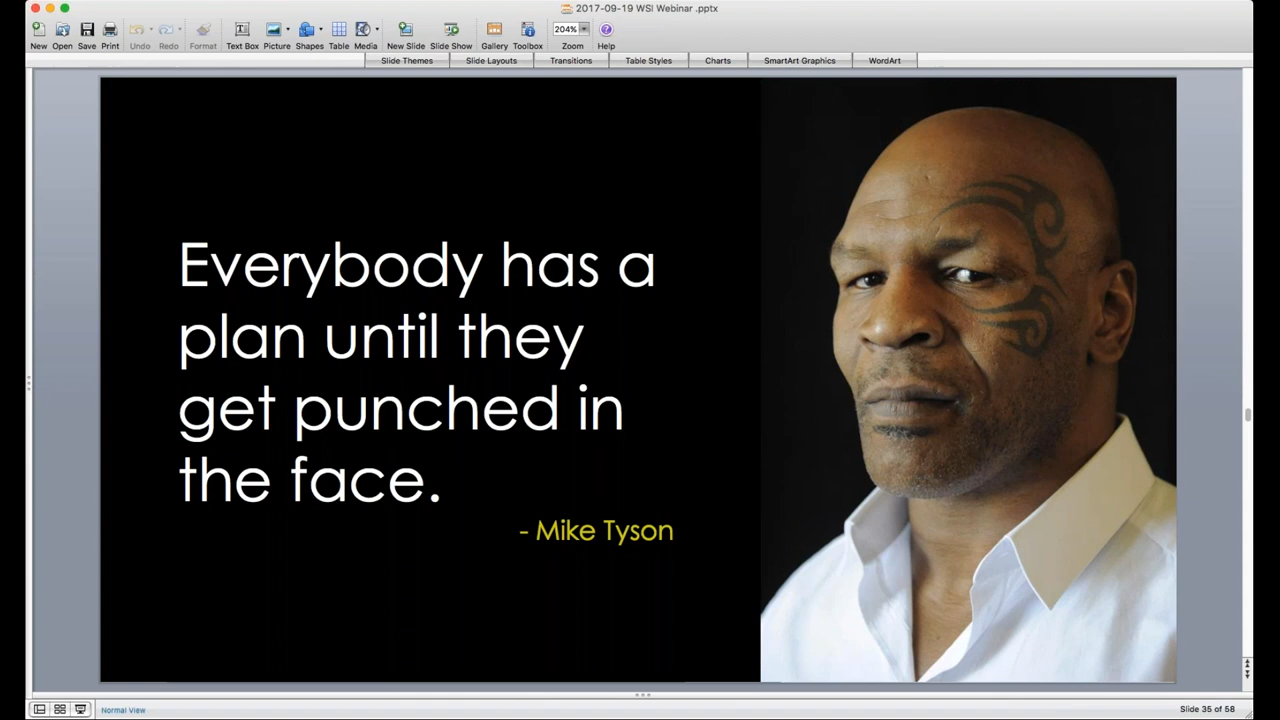 2017-09-19 WSI Webinar .pptx
204%
New Open Save Print Undo Redo Format Text Box Picture Shapes Table Media New Slide Slide Show Gallery Toolbox Zoom Help
Slide Themes Slide Layouts Transitions Table Styles Charts SmartArt Graphics WordArt
Everybody has a
plan until they
get punched in
the face.
- Mike Tyson
Normal View
Slide 35 of 58